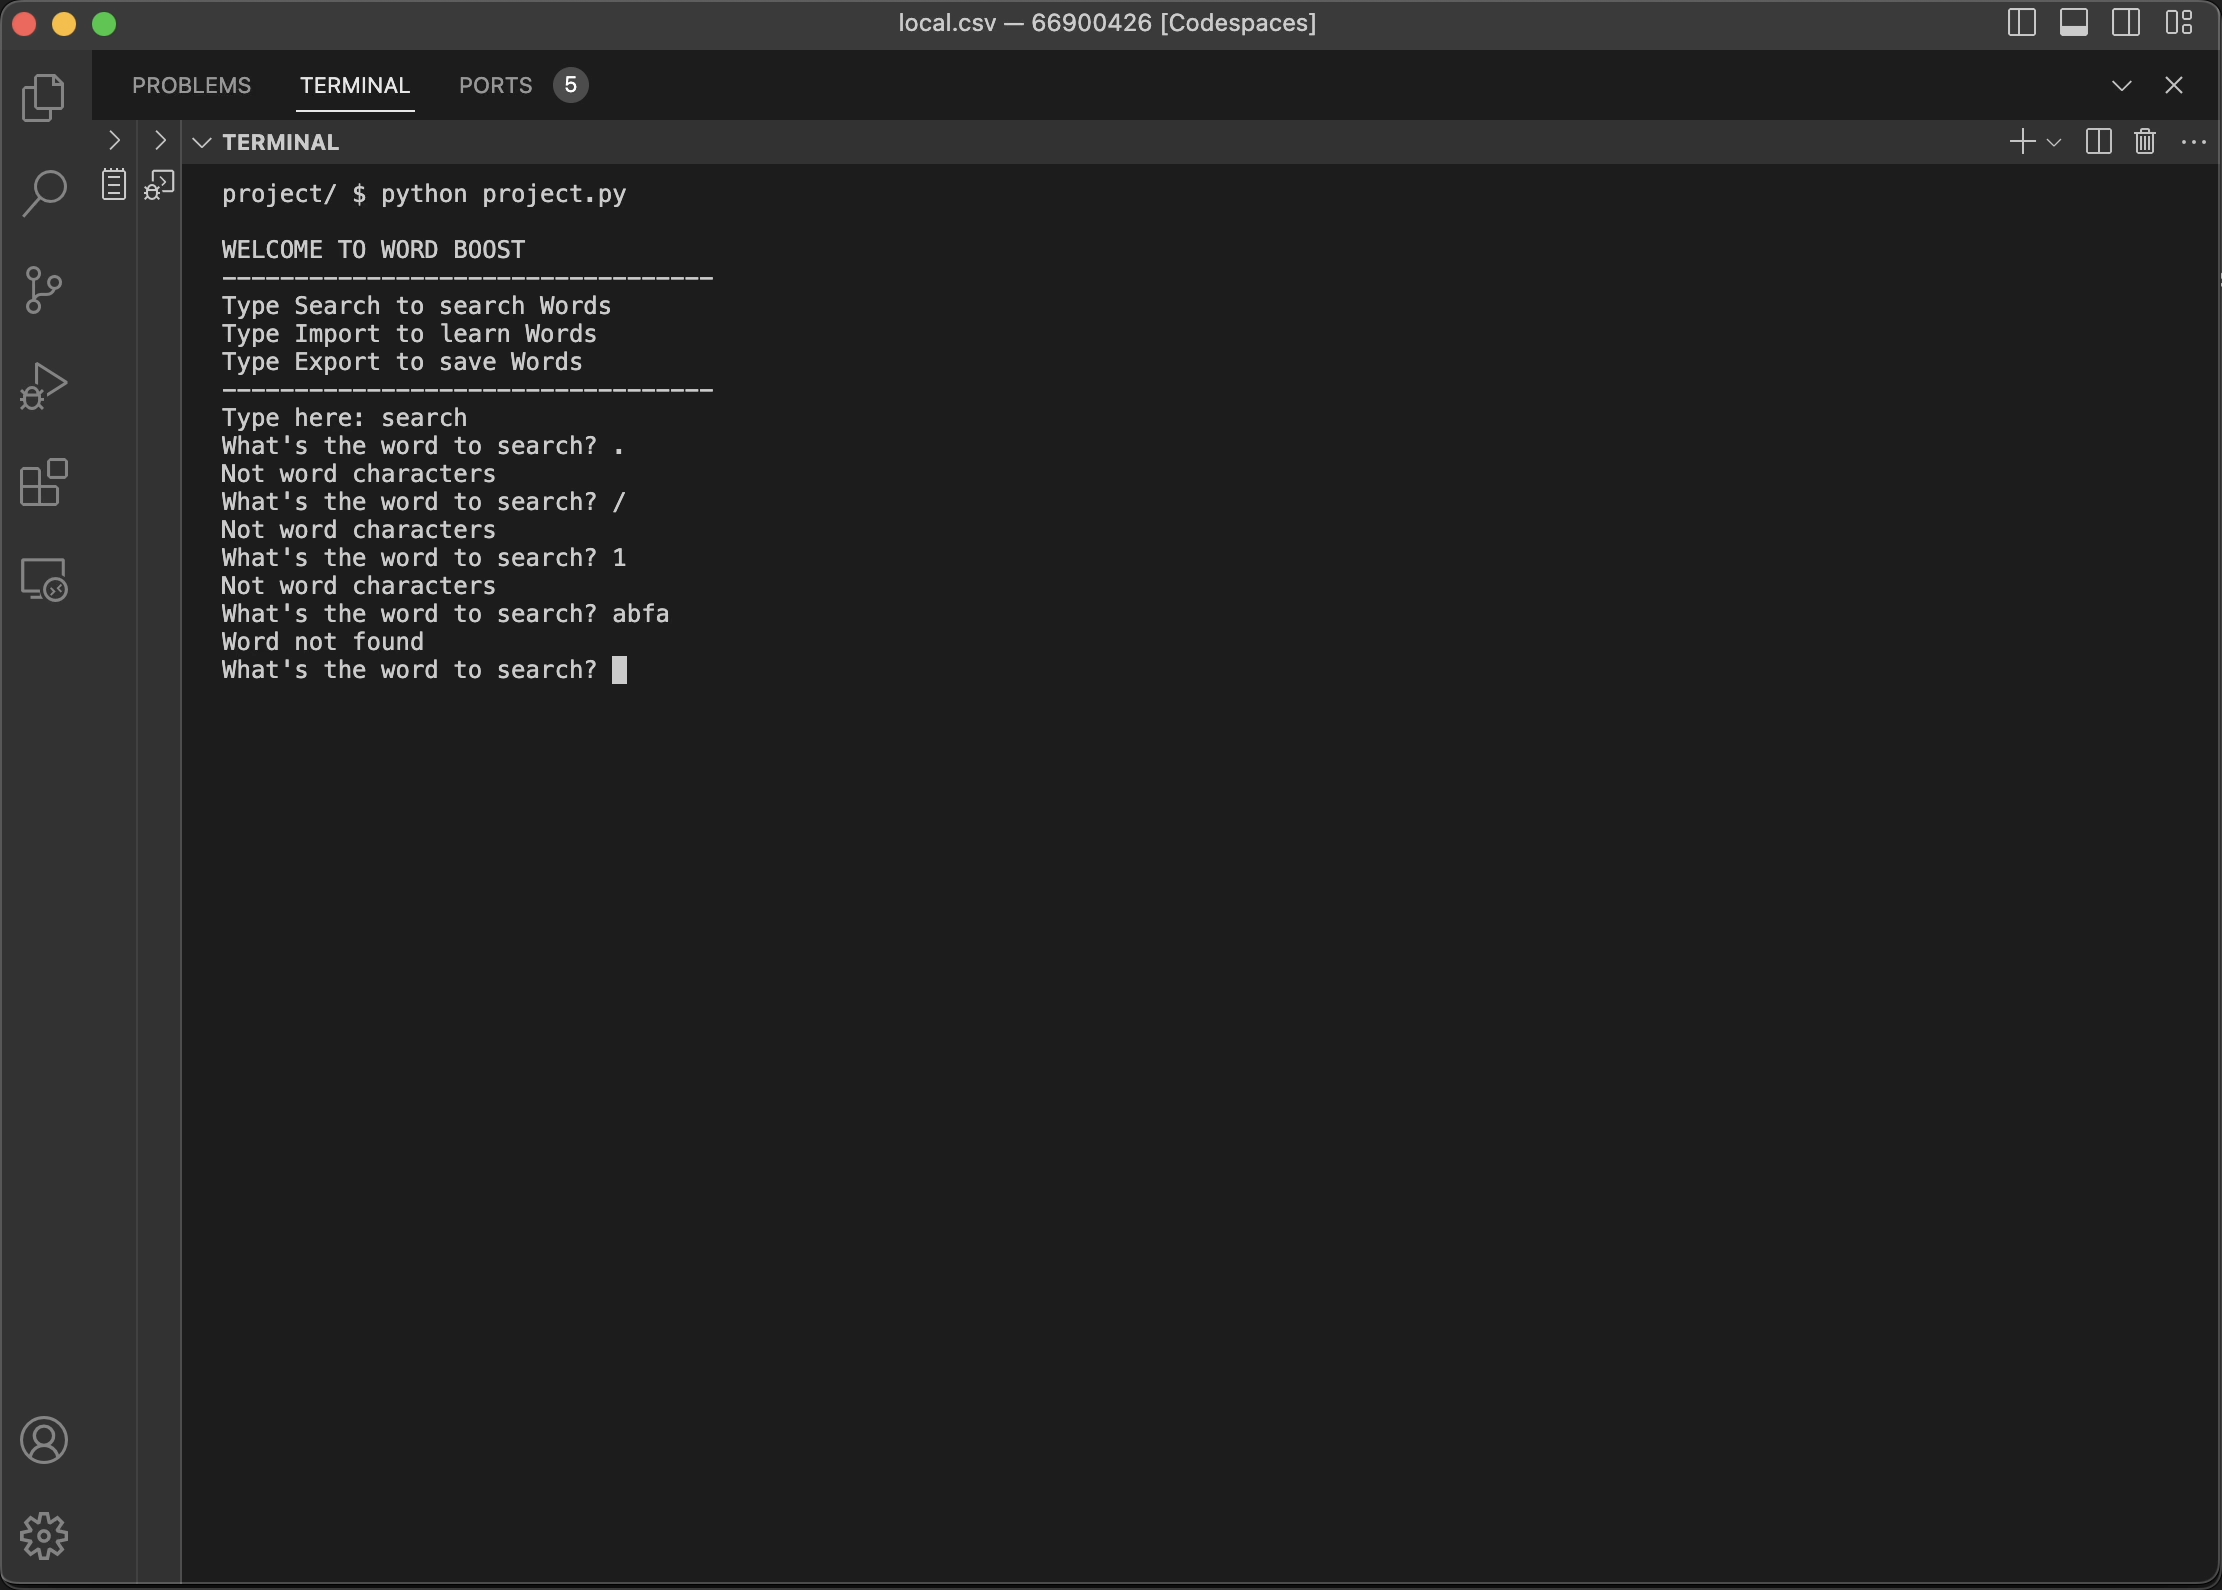 local.csv — 66900426 [Codespaces]
PROBLEMS TERMINAL PORTS 5
TERMINAL
project/ $ python project.py
WELCOME TO WORD BOOST
----------------------------------
Type Search to search Words
Type Import to learn Words
Type Export to save Words
----------------------------------
Type here: search
What's the word to search? .
Not word characters
What's the word to search? /
Not word characters
What's the word to search? 1
Not word characters
What's the word to search? abfa
Word not found
What's the word to search?